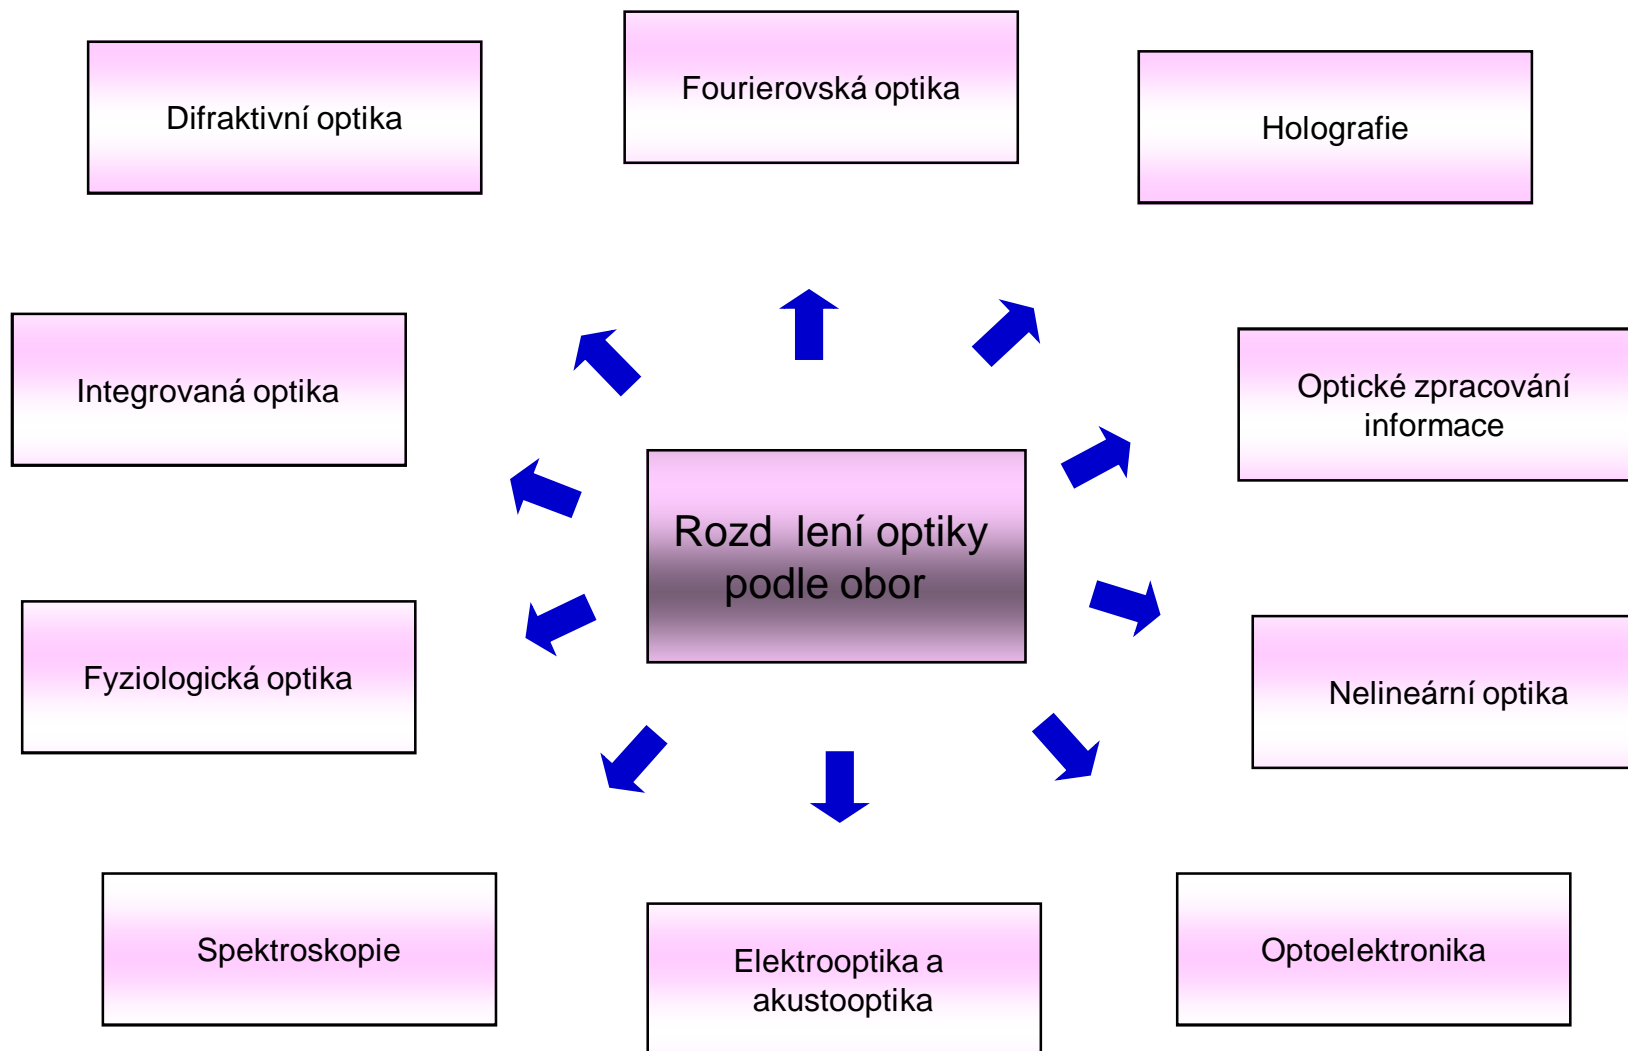 Fourierovská optika
Difraktivní optika
Holografie
Integrovaná optika
Optické zpracování
informace
Rozd lení optiky
podle obor
Fyziologická optika
Nelineární optika
Spektroskopie
Elektrooptika a
akustooptika
Optoelektronika